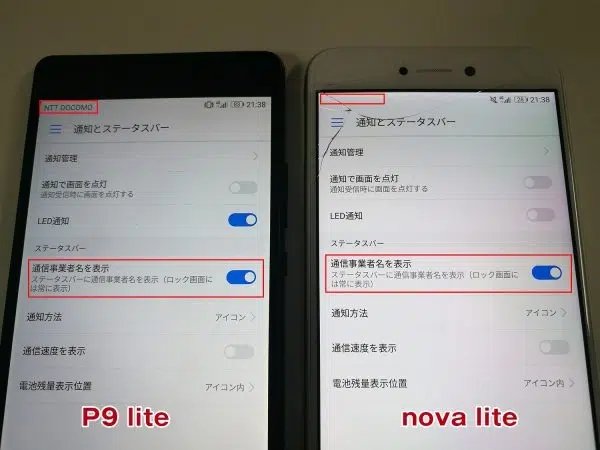 NTT DOCOMO
83 21:38
通知とステータスバー
通知管理
通知で画面を点灯
通知受信時に画面を点灯する
LED通知
ステータスバー
通信事業者名を表示
ステータスバーに通信事業者名を表示（ロック画面に
は常に表示）
通知方法 アイコン
通信速度を表示
電池残量表示位置 アイコン内
P9 lite
21:38
通知とステータスバー
通知管理
通知で画面を点灯
通知受信時に画面を点灯する
LED通知
ステータスバー
通信事業者名を表示
ステータスバーに通信事業者名を表示（ロック画面に
は常に表示）
通知方法 アイコン
通信速度を表示
電池残量表示位置 アイコン内
nova lite